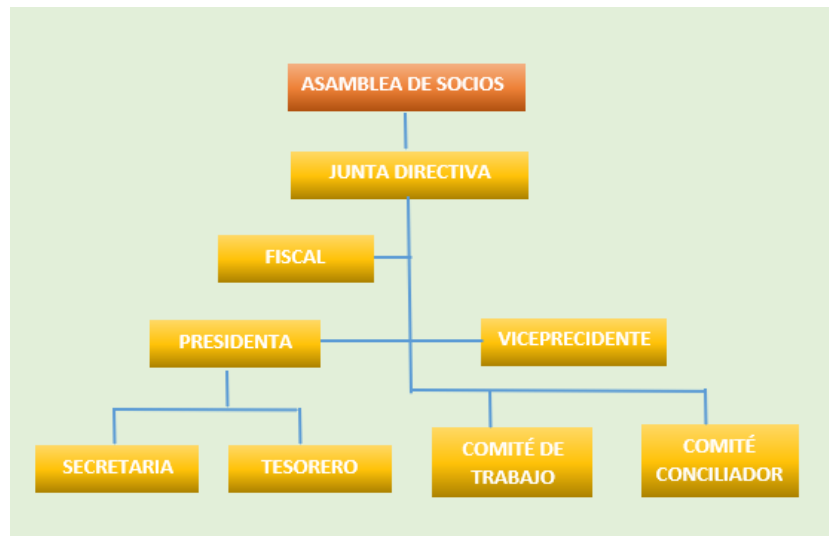 ASAMBLEA DE SOCIOS
JUNTA DIRECTIVA
FISCAL
PRESIDENTA
VICEPRECIDENTE
SECRETARIA
TESORERO
COMITÉ DE
TRABAJO
COMITÉ
CONCILIADOR